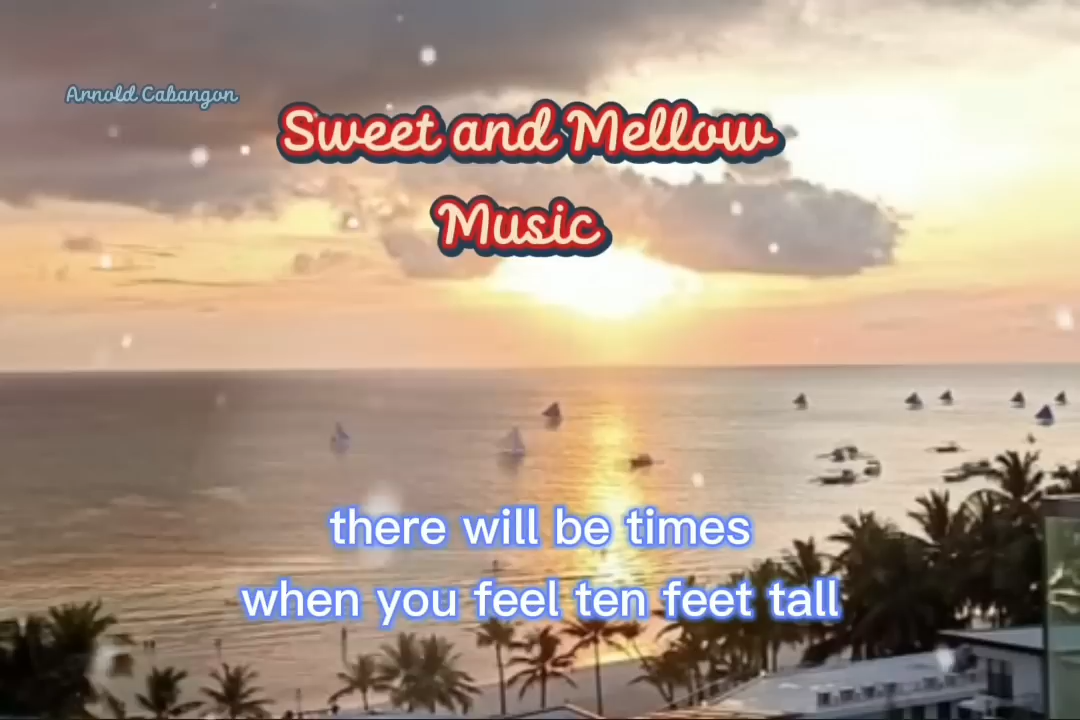 Arnold Cabangon
Sweet and Mellow
Music
there will be times
when you feel ten feet tall